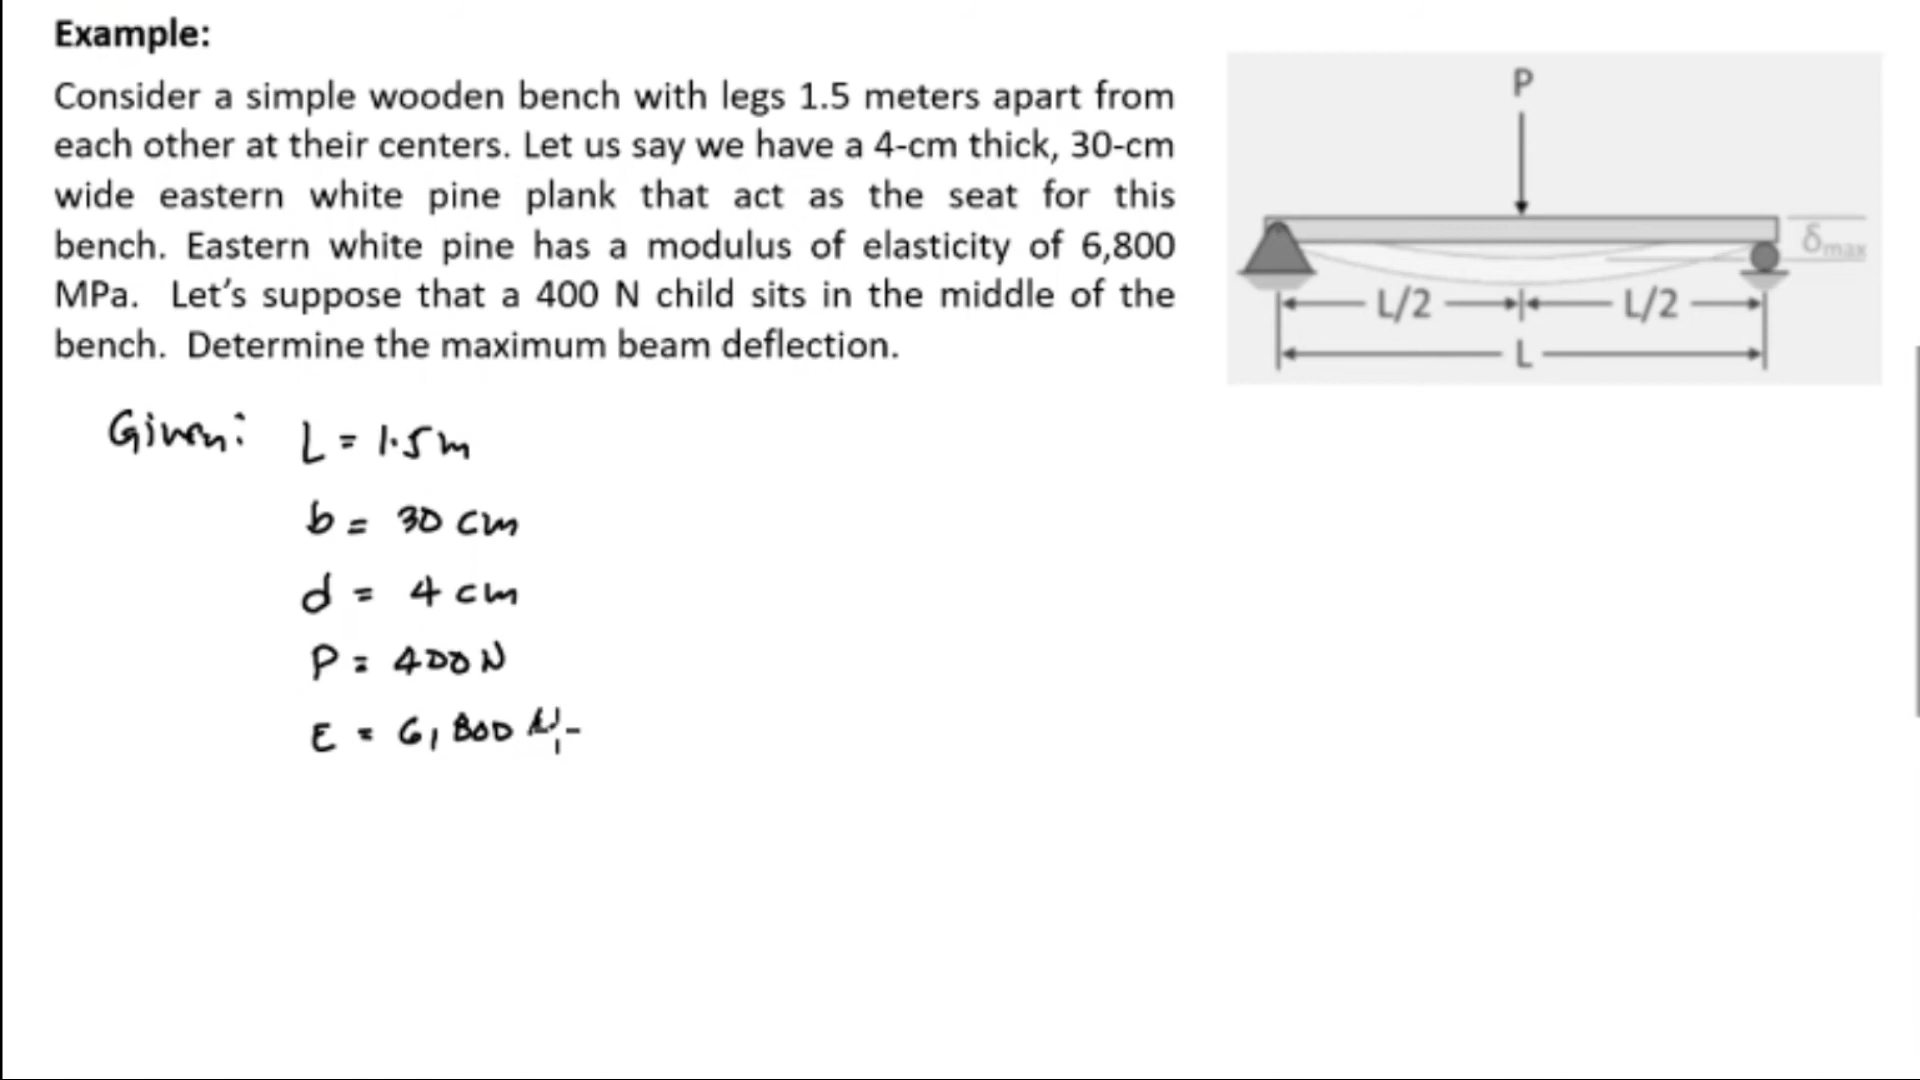 Example:
Consider a simple wooden bench with legs 1.5 meters apart from
each other at their centers. Let us say we have a 4-cm thick, 30-cm
wide eastern white pine plank that act as the seat for this
bench. Eastern white pine has a modulus of elasticity of 6,800
MPa. Let's suppose that a 400 N child sits in the middle of the
bench. Determine the maximum beam deflection.
P
δmax
L/2 L/2
L
Given: L = 1.5m
b = 30 cm
d = 4 cm
P = 400 N
E = 6,800